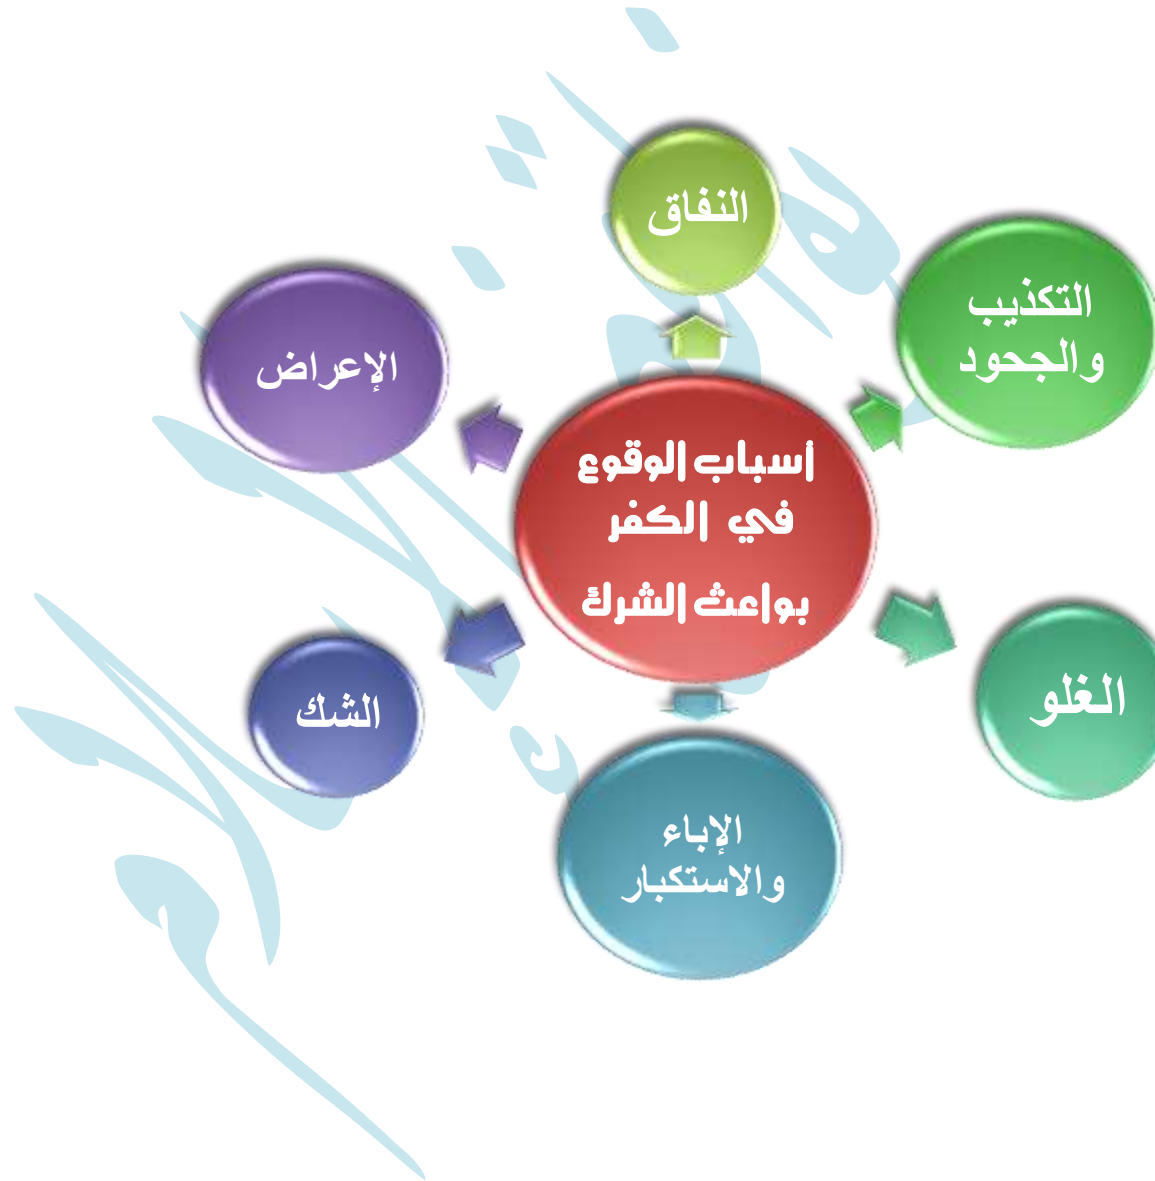 النفاق
التكذيب
والجحود
الإعراض
أسباب الوقوع
في الكفر
بواعث الشرك
الغلو
الشك
الإباء
والاستكبار